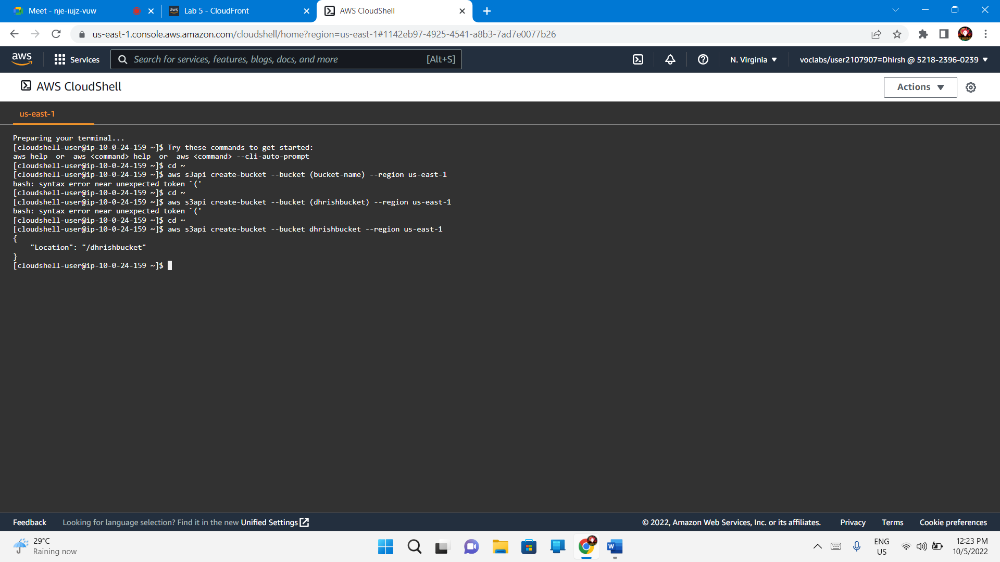 Meet - nje-iujz-vuw
aws Lab 5 - CloudFront
AWS CloudShell
us-east-1.console.aws.amazon.com/cloudshell/home?region=us-east-1#1142eb97-4925-4541-a8b3-7ad7e0077b26
aws
Services
Search for services, features, blogs, docs, and more [Alt+S]
N. Virginia
voclabs/user2107907=Dhirsh @ 5218-2396-0239
AWS CloudShell
Actions
us-east-1
Preparing your terminal...
[cloudshell-user@ip-10-0-24-159 ~]$ Try these commands to get started:
aws help  or  aws <command> help  or  aws <command> --cli-auto-prompt
[cloudshell-user@ip-10-0-24-159 ~]$ cd ~
[cloudshell-user@ip-10-0-24-159 ~]$ aws s3api create-bucket --bucket (bucket-name) --region us-east-1
bash: syntax error near unexpected token `('
[cloudshell-user@ip-10-0-24-159 ~]$ cd ~
[cloudshell-user@ip-10-0-24-159 ~]$ aws s3api create-bucket --bucket (dhrishbucket) --region us-east-1
bash: syntax error near unexpected token `('
[cloudshell-user@ip-10-0-24-159 ~]$ cd ~
[cloudshell-user@ip-10-0-24-159 ~]$ aws s3api create-bucket --bucket dhrishbucket --region us-east-1
{
    "Location": "/dhrishbucket"
}
[cloudshell-user@ip-10-0-24-159 ~]$
Feedback
Looking for language selection? Find it in the new Unified Settings
© 2022, Amazon Web Services, Inc. or its affiliates.
Privacy
Terms
Cookie preferences
29°C
Raining now
W
ENG
US
12:23 PM
10/5/2022